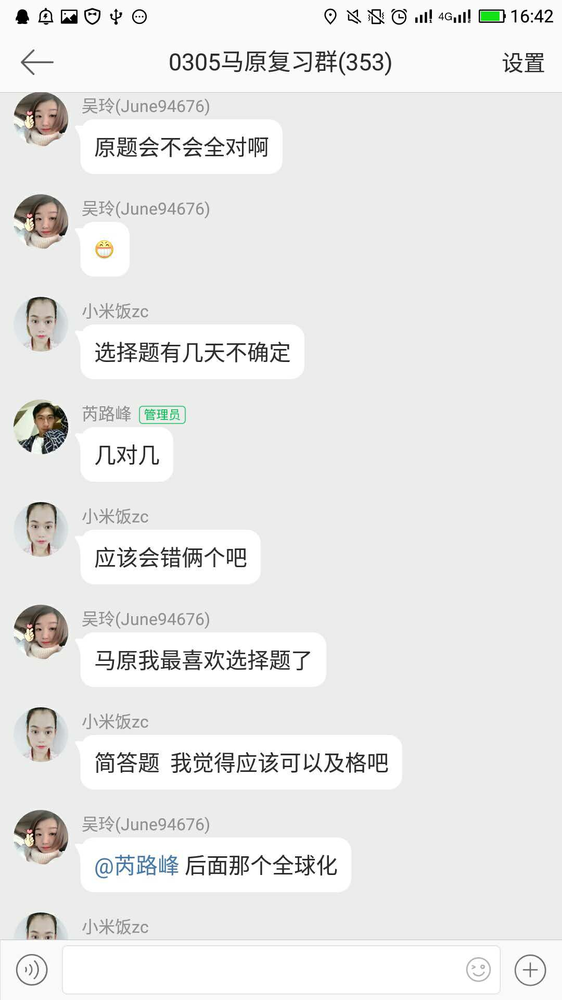 4G 16:42
0305马原复习群(353)
设置
吴玲(June94676)
原题会不会全对啊
吴玲(June94676)
小米饭zc
选择题有几天不确定
芮路峰 管理员
几对几
小米饭zc
应该会错俩个吧
吴玲(June94676)
马原我最喜欢选择题了
小米饭zc
简答题 我觉得应该可以及格吧
吴玲(June94676)
@芮路峰 后面那个全球化
小米饭zc